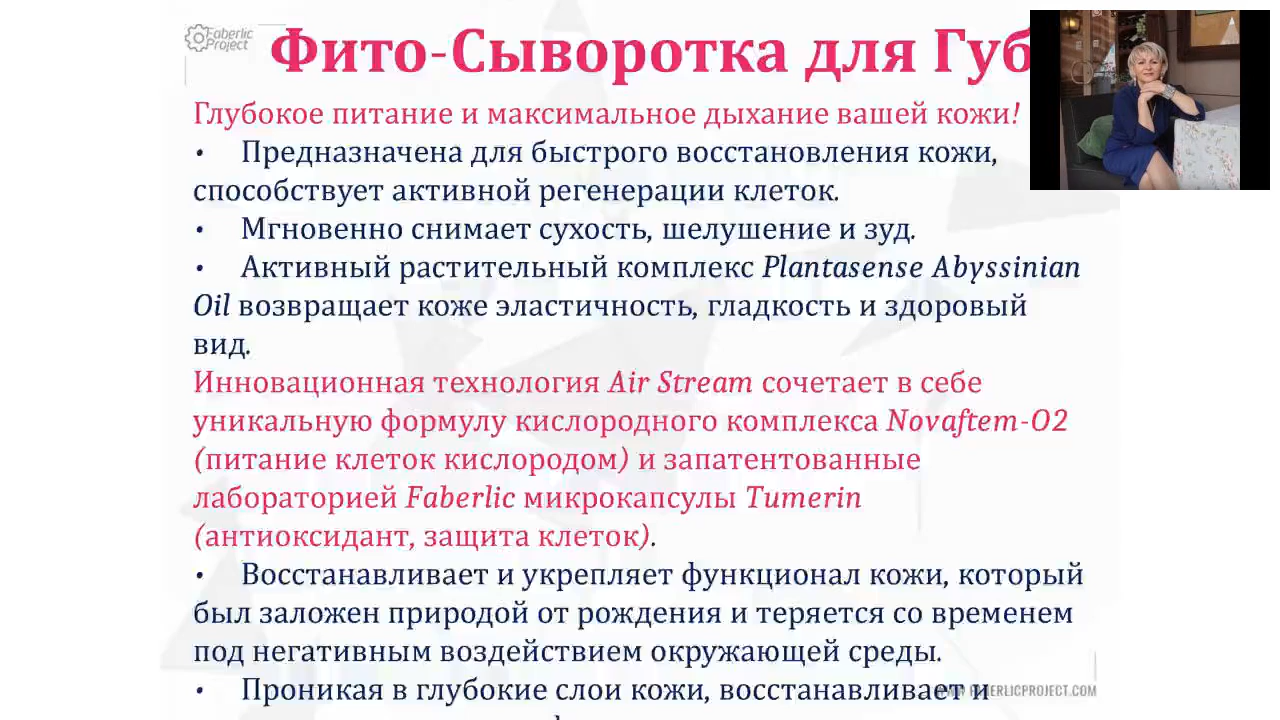 Faberlic
Project
Фито-Сыворотка для Губ
Глубокое питание и максимальное дыхание вашей кожи!
• Предназначена для быстрого восстановления кожи,
способствует активной регенерации клеток.
• Мгновенно снимает сухость, шелушение и зуд.
• Активный растительный комплекс Plantasense Abyssinian
Oil возвращает коже эластичность, гладкость и здоровый
вид.
Инновационная технология Air Stream сочетает в себе
уникальную формулу кислородного комплекса Novaftem-O2
(питание клеток кислородом) и запатентованные
лабораторией Faberlic микрокапсулы Tumerin
(антиоксидант, защита клеток).
• Восстанавливает и укрепляет функционал кожи, который
был заложен природой от рождения и теряется со временем
под негативным воздействием окружающей среды.
• Проникая в глубокие слои кожи, восстанавливает и
WWW.FABERLICPROJECT.COM